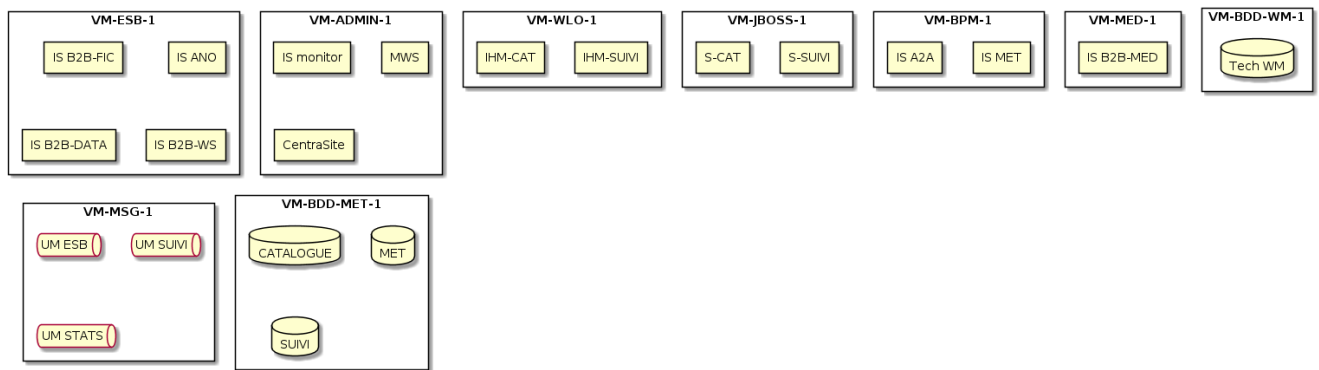 VM-ESB-1
IS B2B-FIC
IS ANO
IS B2B-DATA
IS B2B-WS
VM-ADMIN-1
IS monitor
MWS
CentraSite
VM-WLO-1
IHM-CAT
IHM-SUIVI
VM-JBOSS-1
S-CAT
S-SUIVI
VM-BPM-1
IS A2A
IS MET
VM-MED-1
IS B2B-MED
VM-BDD-WM-1
Tech WM
VM-MSG-1
UM ESB
UM SUIVI
UM STATS
VM-BDD-MET-1
CATALOGUE
MET
SUIVI